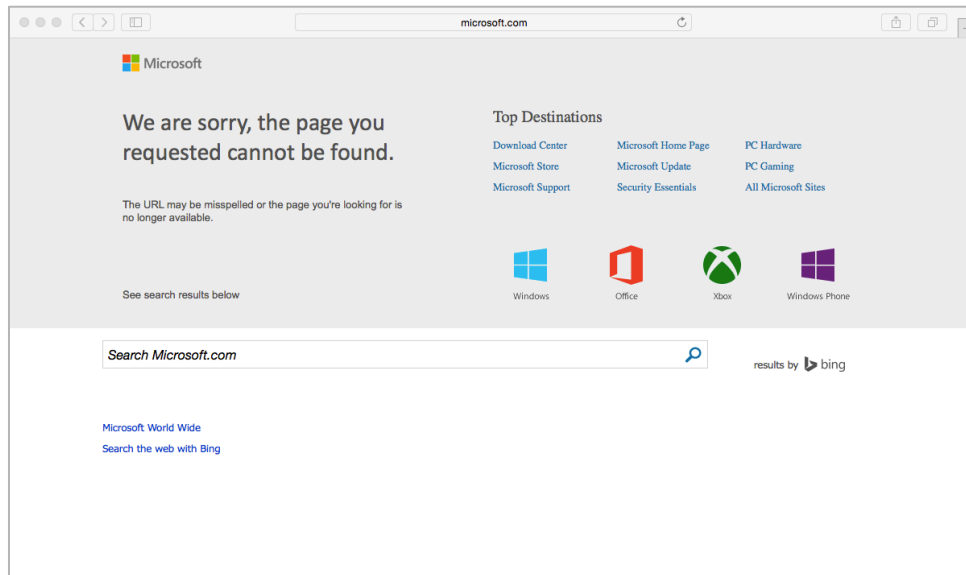 microsoft.com
Microsoft
We are sorry, the page you
requested cannot be found.
The URL may be misspelled or the page you're looking for is
no longer available.
See search results below
Top Destinations
Download Center Microsoft Home Page PC Hardware
Microsoft Store Microsoft Update PC Gaming
Microsoft Support Security Essentials All Microsoft Sites
Windows Office Xbox Windows Phone
Search Microsoft.com
results by bing
Microsoft World Wide
Search the web with Bing